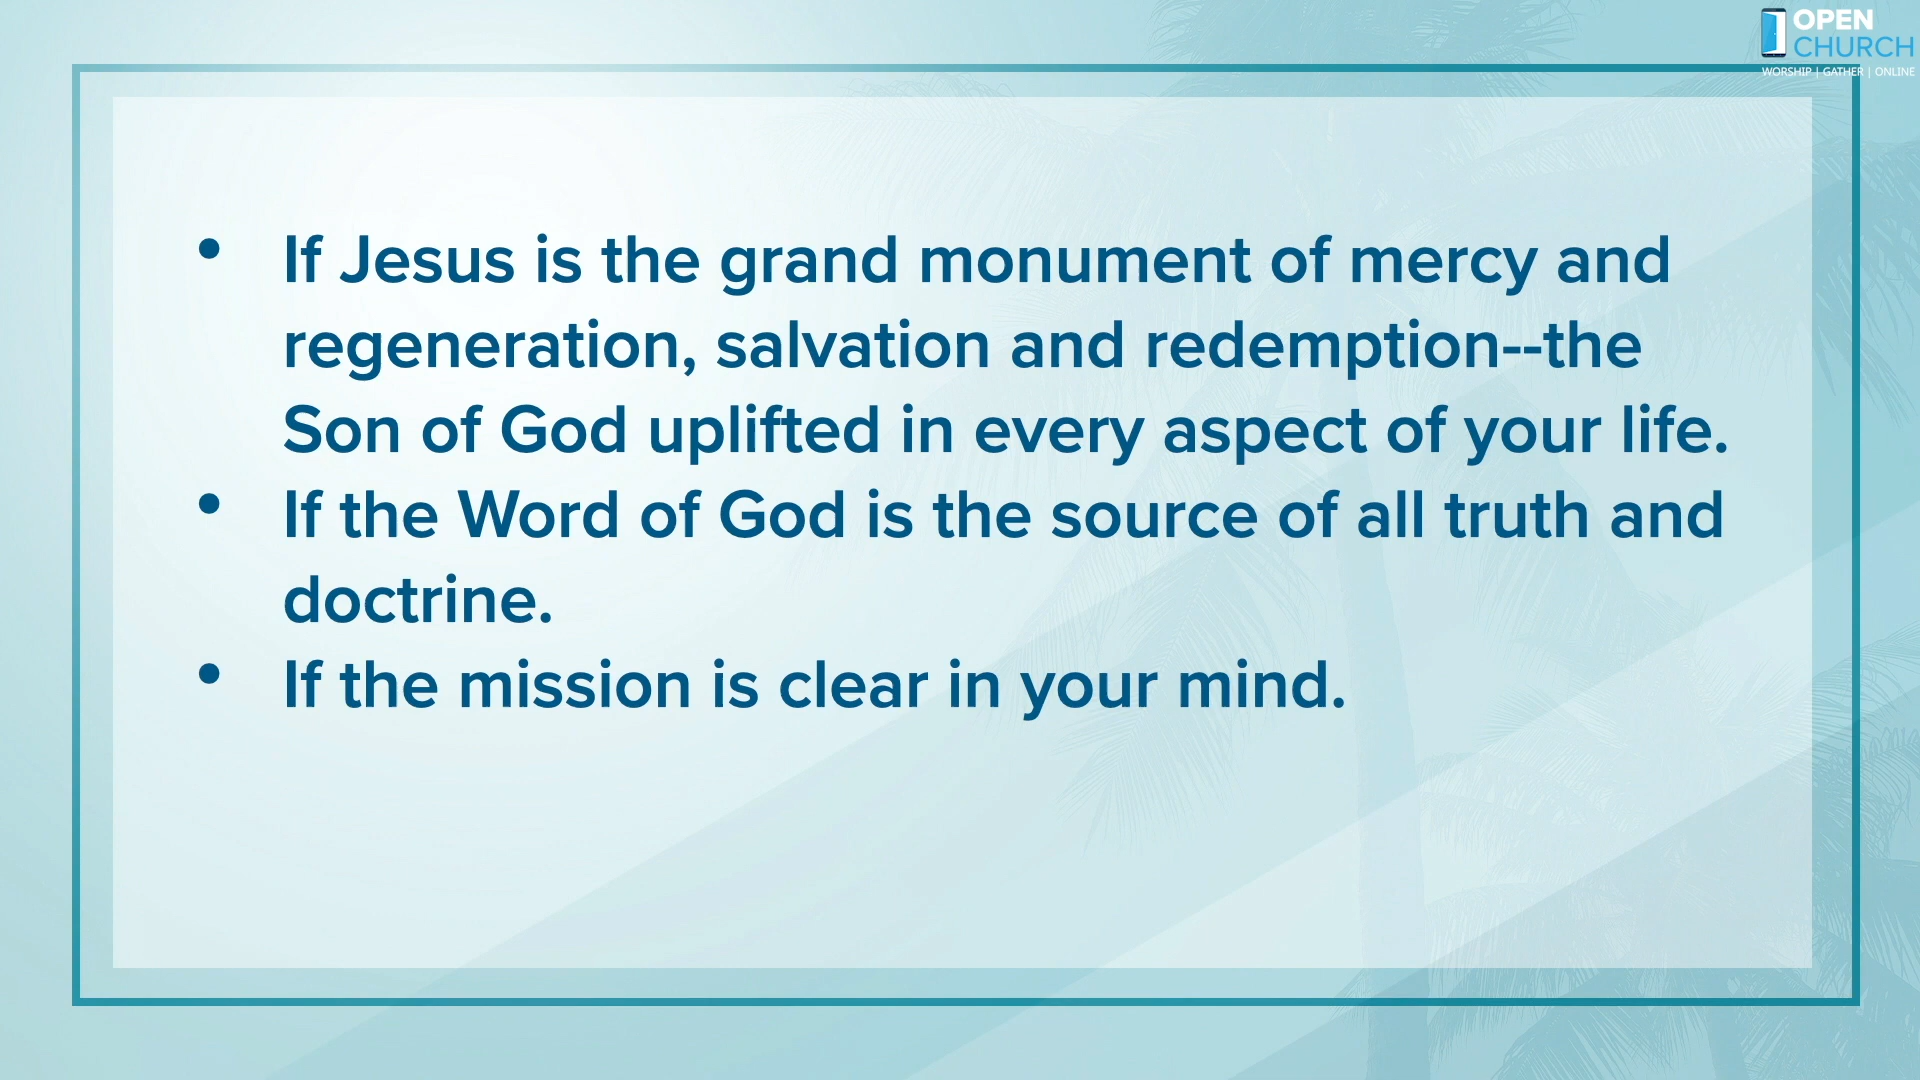 OPEN
CHURCH
WORSHIP | GATHER | ONLINE
• If Jesus is the grand monument of mercy and
regeneration, salvation and redemption--the
Son of God uplifted in every aspect of your life.
• If the Word of God is the source of all truth and
doctrine.
• If the mission is clear in your mind.